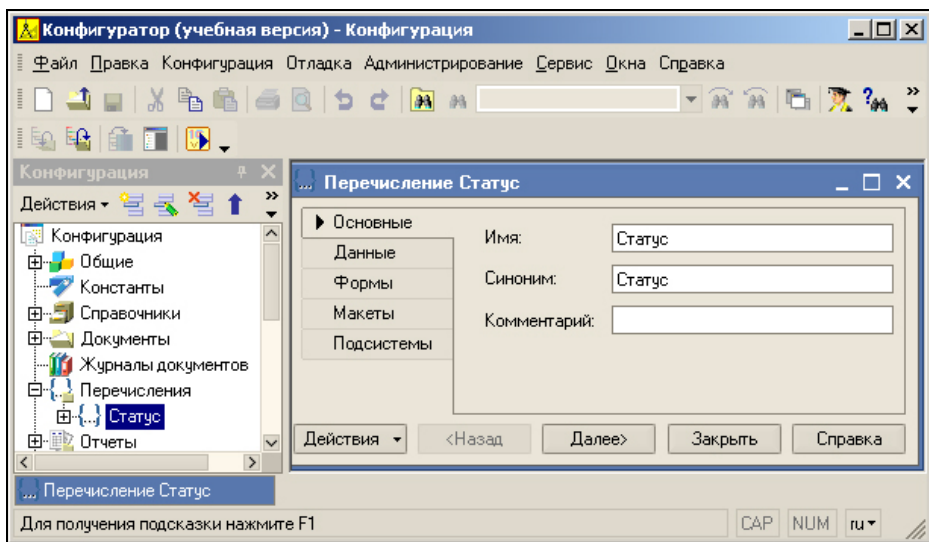 Конфигуратор (учебная версия) - Конфигурация
Файл Правка Конфигурация Отладка Администрирование Сервис Окна Справка
Конфигурация
Действия
Конфигурация
Общие
Константы
Справочники
Документы
Журналы документов
Перечисления
Статус
Отчеты
Перечисление Статус
Основные
Данные
Формы
Макеты
Подсистемы
Имя: Статус
Синоним: Статус
Комментарий:
Действия <Назад Далее> Закрыть Справка
Перечисление Статус
Для получения подсказки нажмите F1 CAP NUM ru